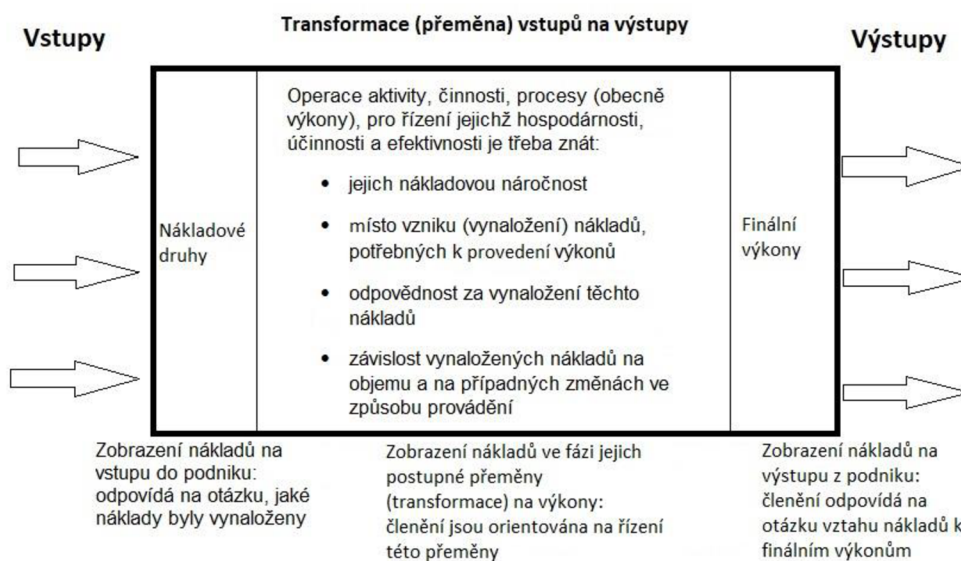 Transformace (přeměna) vstupů na výstupy
Vstupy
Výstupy
Nákladové
druhy
Operace aktivity, činnosti, procesy (obecně
výkony), pro řízení jejichž hospodárnosti,
účinnosti a efektivnosti je třeba znát:
• jejich nákladovou náročnost
• místo vzniku (vynaložení) nákladů,
potřebných k provedení výkonů
• odpovědnost za vynaložení těchto
nákladů
• závislost vynaložených nákladů na
objemu a na případných změnách ve
způsobu provádění
Finální
výkony
Zobrazení nákladů na
vstupu do podniku:
odpovídá na otázku, jaké
náklady byly vynaloženy
Zobrazení nákladů ve fázi jejich
postupné přeměny
(transformace) na výkony:
členění jsou orientována na řízení
této přeměny
Zobrazení nákladů na
výstupu z podniku:
členění odpovídá na
otázku vztahu nákladů k
finálním výkonům